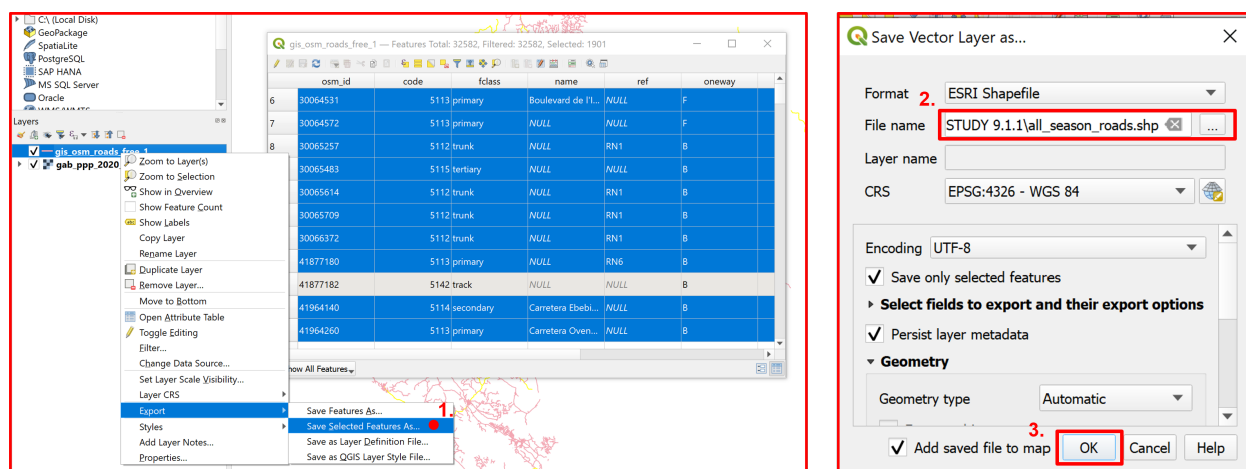 C:\ (Local Disk)
GeoPackage
SpatiaLite
PostgreSQL
SAP HANA
MS SQL Server
Oracle
Layers
gis_osm_roads_free_1
gab_ppp_2020
Zoom to Layer(s)
Zoom to Selection
Show in Overview
Show Feature Count
Show Labels
Copy Layer
Rename Layer
Duplicate Layer
Remove Layer...
Move to Bottom
Open Attribute Table
Toggle Editing
Filter...
Change Data Source...
Set Layer Scale Visibility...
Layer CRS
Export
Styles
Add Layer Notes...
Properties...
1.
Save Features As...
Save Selected Features As...
Save as Layer Definition File...
Save as QGIS Layer Style File...
gis_osm_roads_free_1 — Features Total: 32582, Filtered: 32582, Selected: 1901
osm_id code fclass name ref oneway
6 30064531 5113 primary Boulevard de l'I... NULL F
7 30064572 5113 primary NULL NULL F
8 30065257 5112 trunk NULL RN1 B
30065483 5115 tertiary NULL NULL B
30065614 5112 trunk NULL RN1 B
30065709 5112 trunk NULL RN1 B
30066372 5112 trunk NULL RN1 B
41877180 5113 primary NULL RN6 B
41877182 5142 track NULL NULL B
41964140 5114 secondary Carretera Ebebi... NULL B
41964260 5113 primary Carretera Oven... NULL B
how All Features
Save Vector Layer as...
Format ESRI Shapefile
2.
File name STUDY 9.1.1\all_season_roads.shp ...
Layer name
CRS EPSG:4326 - WGS 84
Encoding UTF-8
Save only selected features
Select fields to export and their export options
Persist layer metadata
Geometry
Geometry type Automatic
3.
Add saved file to map OK Cancel Help